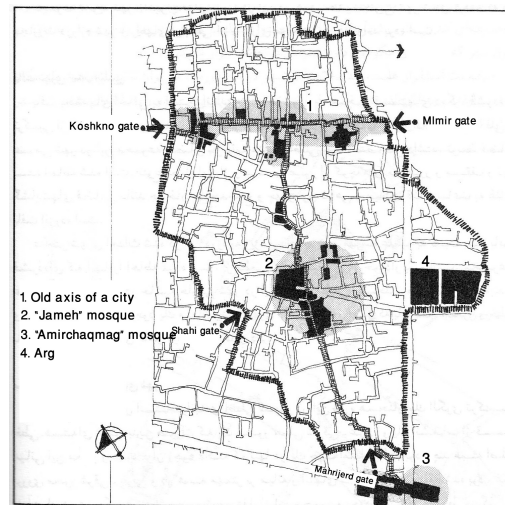 1
Koshkno gate
Mlmir gate
2
4
1. Old axis of a city
2. "Jameh" mosque
3. "Amirchaqmag" mosque
4. Arg
Shahi gate
3
Mahrijerd gate